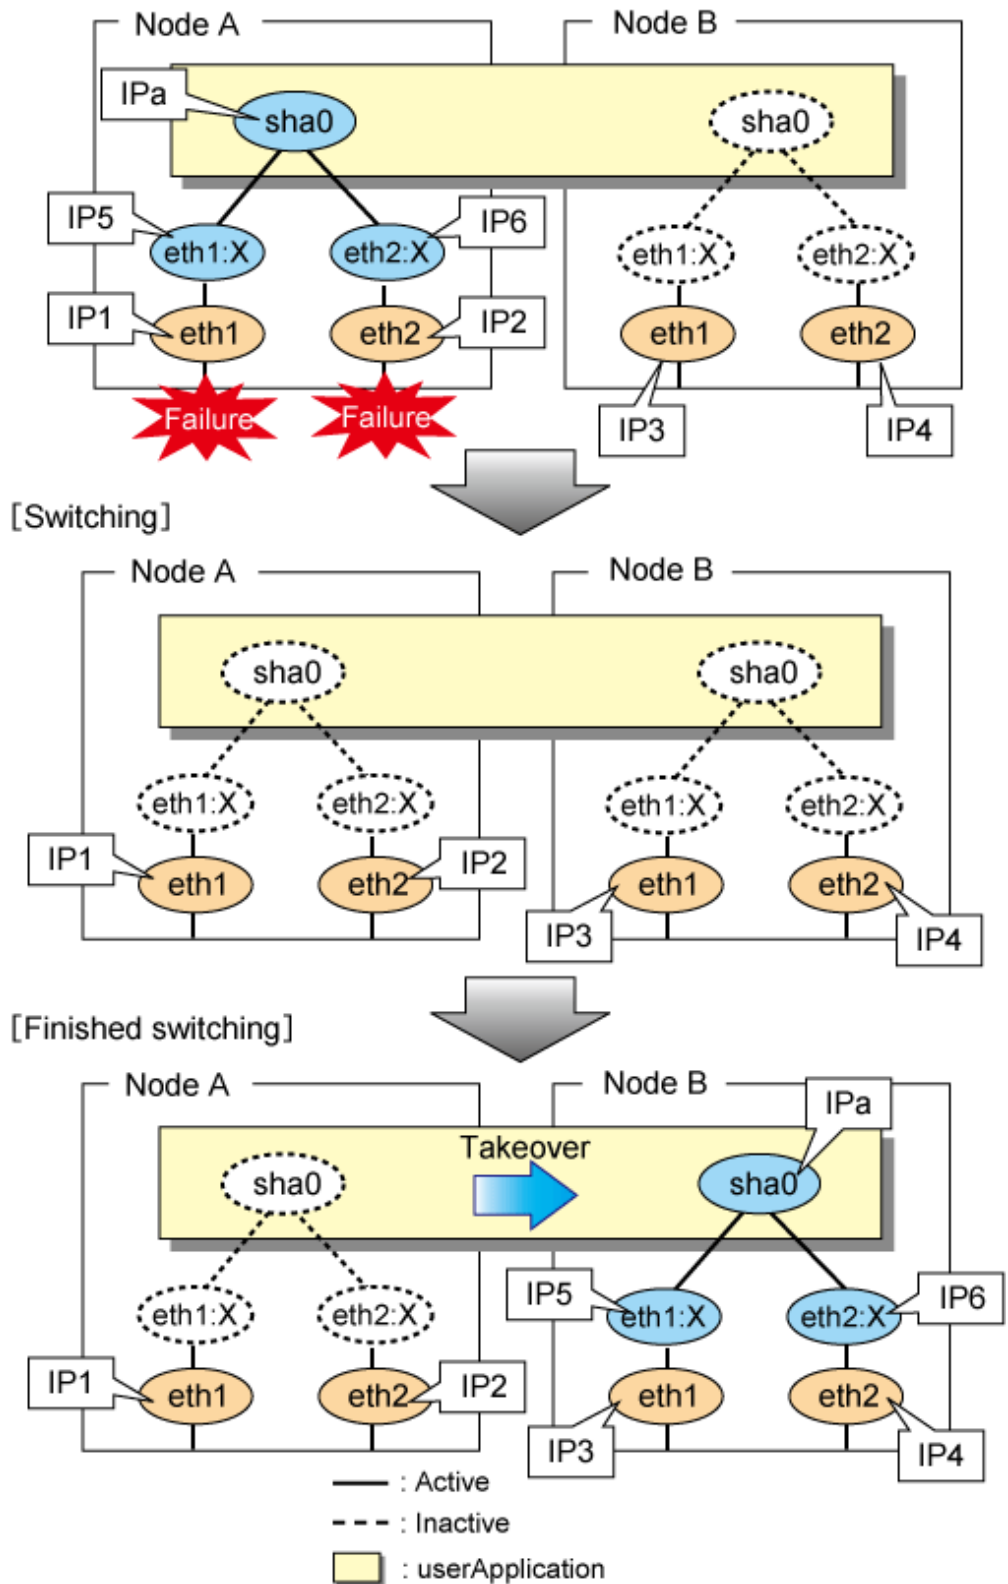 Node A
Node B
IPa
sha0
sha0
IP5
IP6
eth1:X
eth2:X
eth1:X
eth2:X
IP1
eth1
eth2
IP2
eth1
eth2
Failure
Failure
IP3
IP4
[Switching]
Node A
Node B
sha0
sha0
eth1:X
eth2:X
eth1:X
eth2:X
IP1
eth1
eth2
IP2
eth1
eth2
IP3
IP4
[Finished switching]
Node A
Node B
IPa
Takeover
sha0
sha0
IP5
IP6
eth1:X
eth2:X
eth1:X
eth2:X
IP1
eth1
eth2
IP2
eth1
eth2
IP3
IP4
: Active
: Inactive
: userApplication